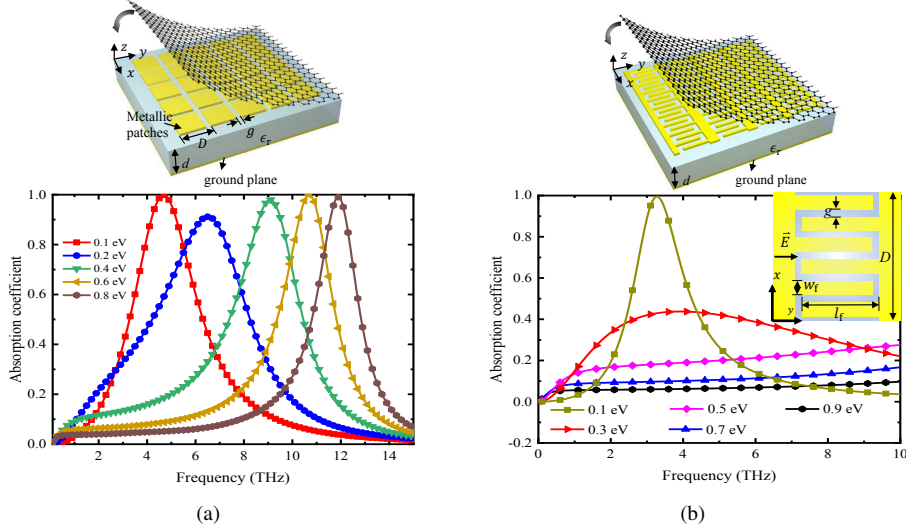 z
y
x
Metallic
patches
D
g
ϵr
d
ground plane
1.0
0.8
0.6
0.4
0.2
0.0
Absorption coefficient
0.1 eV
0.2 eV
0.4 eV
0.6 eV
0.8 eV
2 4 6 8 10 12 14
Frequency (THz)
(a)
z
y
x
ϵr
d
ground plane
1.0
0.8
0.6
0.4
0.2
0.0
-0.2
Absorption coefficient
g
E⃗
D
x
wf
y
lf
0.1 eV 0.5 eV 0.9 eV
0.3 eV 0.7 eV
0 2 4 6 8 10
Frequency (THz)
(b)